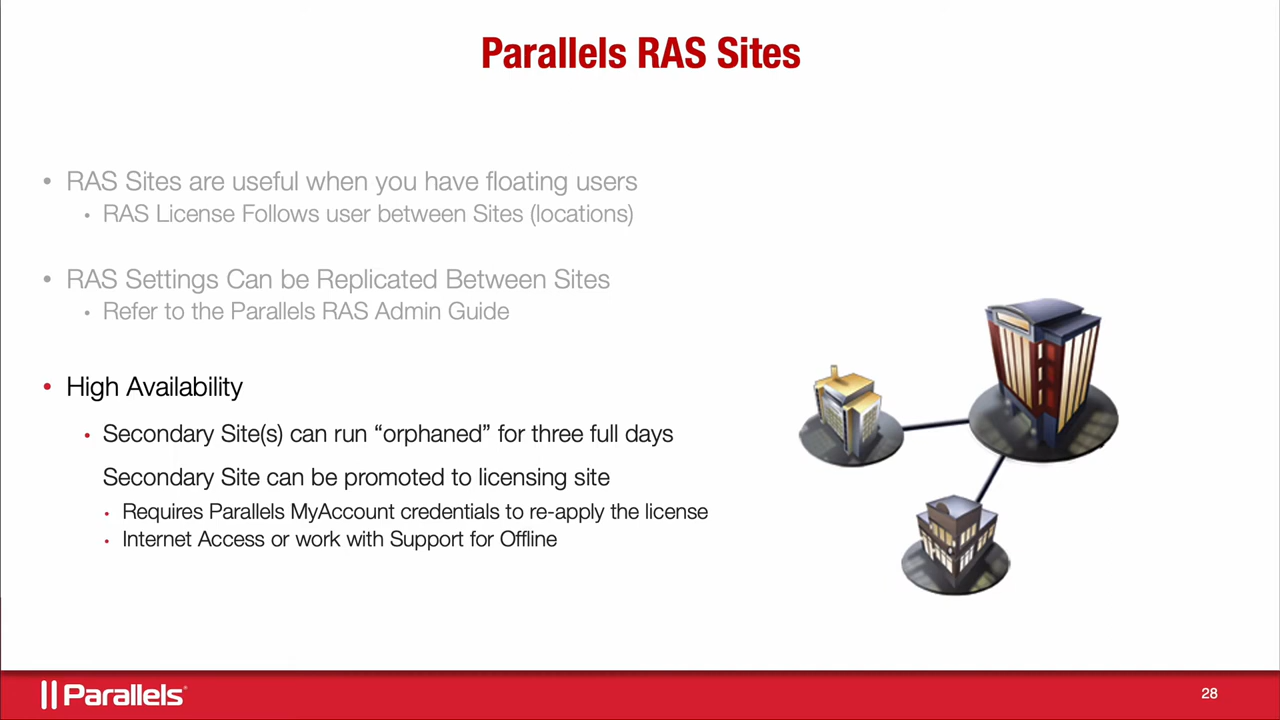 Parallels RAS Sites
• RAS Sites are useful when you have floating users
• RAS License Follows user between Sites (locations)
• RAS Settings Can be Replicated Between Sites
• Refer to the Parallels RAS Admin Guide
• High Availability
• Secondary Site(s) can run “orphaned” for three full days
Secondary Site can be promoted to licensing site
• Requires Parallels MyAccount credentials to re-apply the license
• Internet Access or work with Support for Offline
Parallels®
28